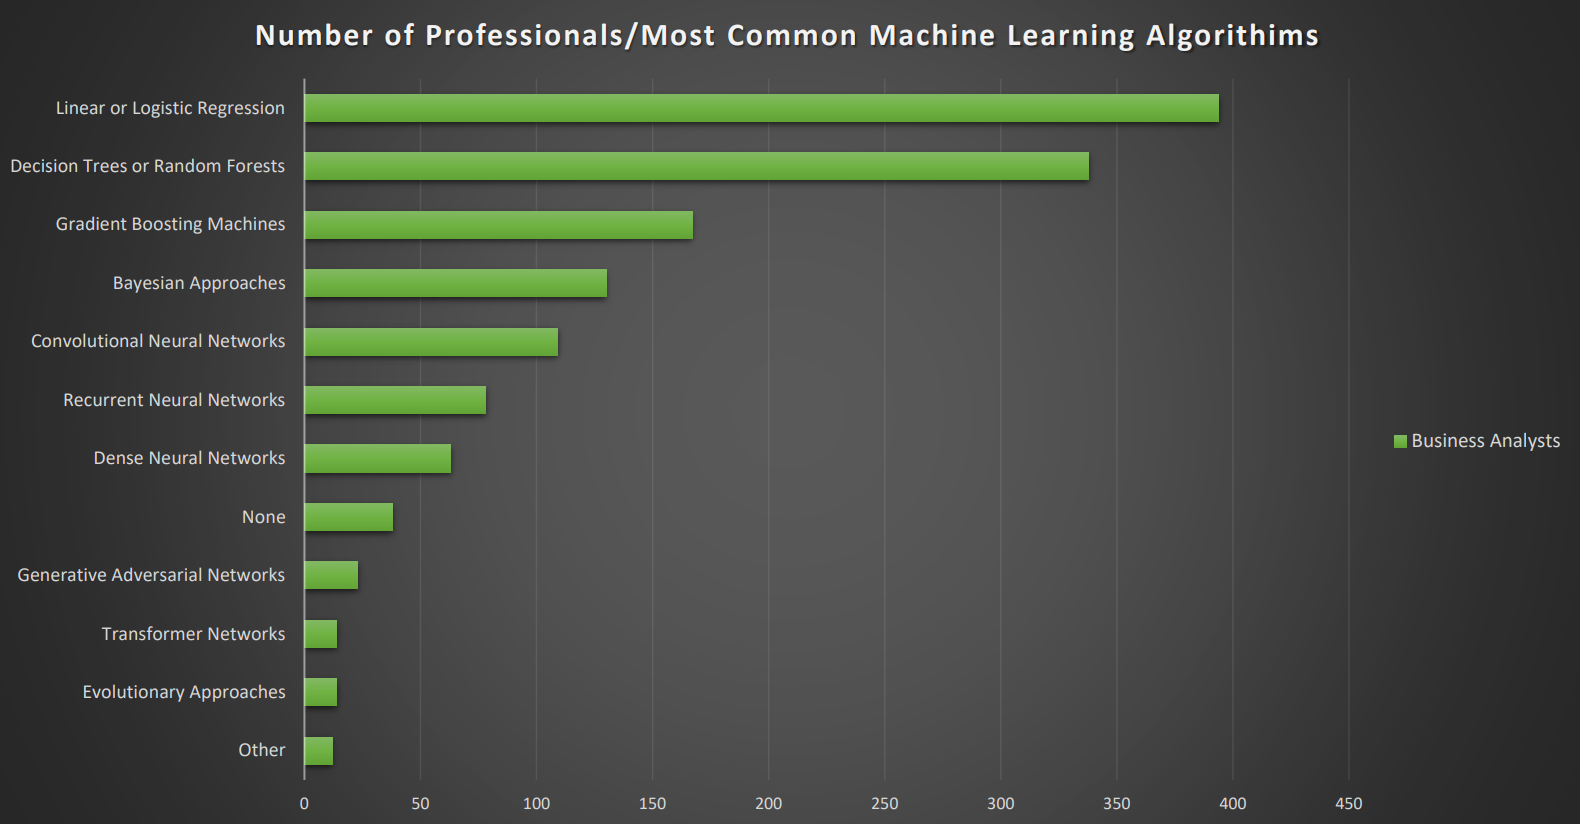 Number of Professionals/Most Common Machine Learning Algorithims
Linear or Logistic Regression
Decision Trees or Random Forests
Gradient Boosting Machines
Bayesian Approaches
Convolutional Neural Networks
Recurrent Neural Networks
Business Analysts
Dense Neural Networks
None
Generative Adversarial Networks
Transformer Networks
Evolutionary Approaches
Other
0 50 100 150 200 250 300 350 400 450